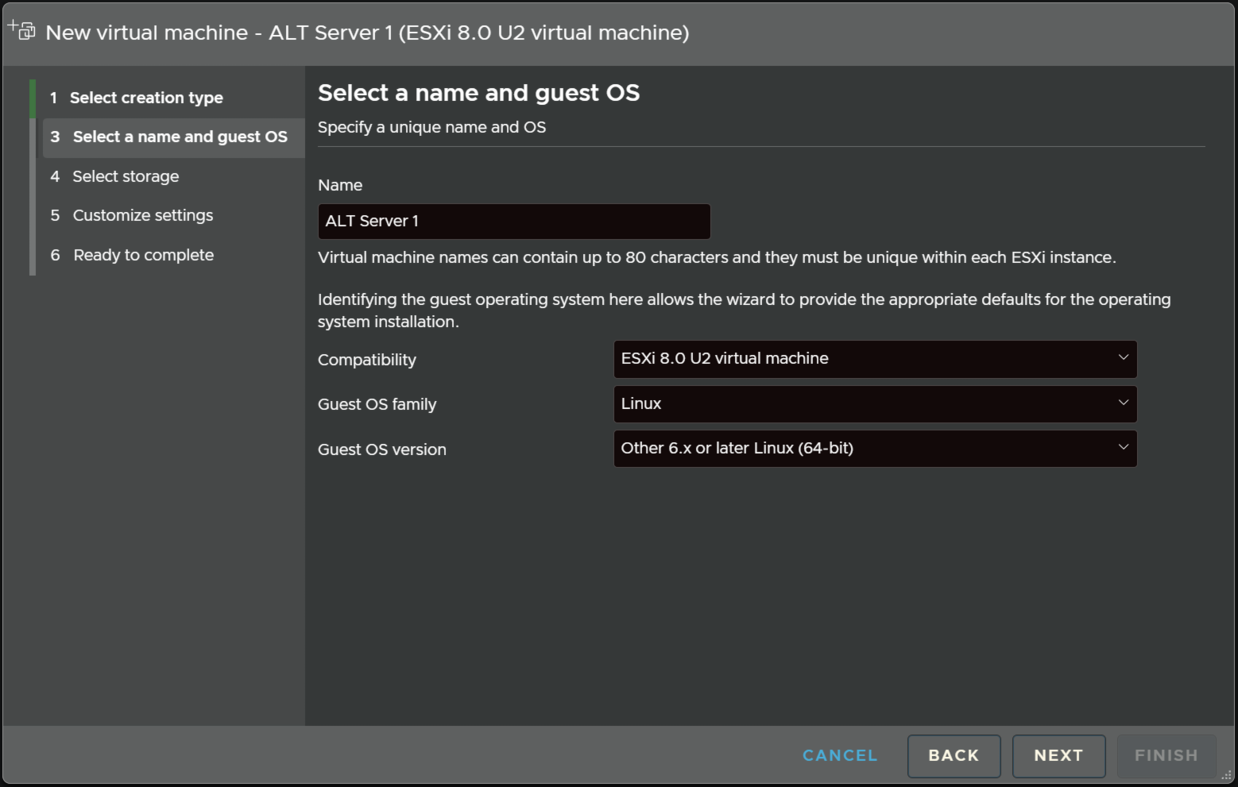 New virtual machine - ALT Server 1 (ESXi 8.0 U2 virtual machine)
1 Select creation type
3 Select a name and guest OS
4 Select storage
5 Customize settings
6 Ready to complete
Select a name and guest OS
Specify a unique name and OS
Name
ALT Server 1
Virtual machine names can contain up to 80 characters and they must be unique within each ESXi instance.
Identifying the guest operating system here allows the wizard to provide the appropriate defaults for the operating
system installation.
Compatibility ESXi 8.0 U2 virtual machine
Guest OS family Linux
Guest OS version Other 6.x or later Linux (64-bit)
CANCEL BACK NEXT FINISH